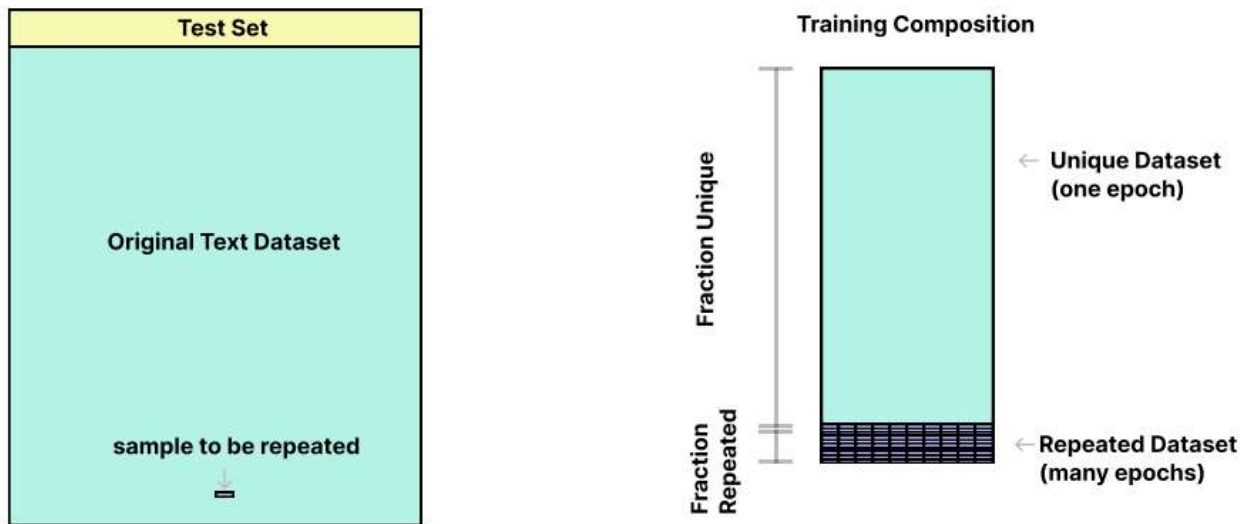 Test Set
Original Text Dataset
sample to be repeated
Training Composition
Fraction Unique
Fraction
Repeated
← Unique Dataset
(one epoch)
← Repeated Dataset
(many epochs)